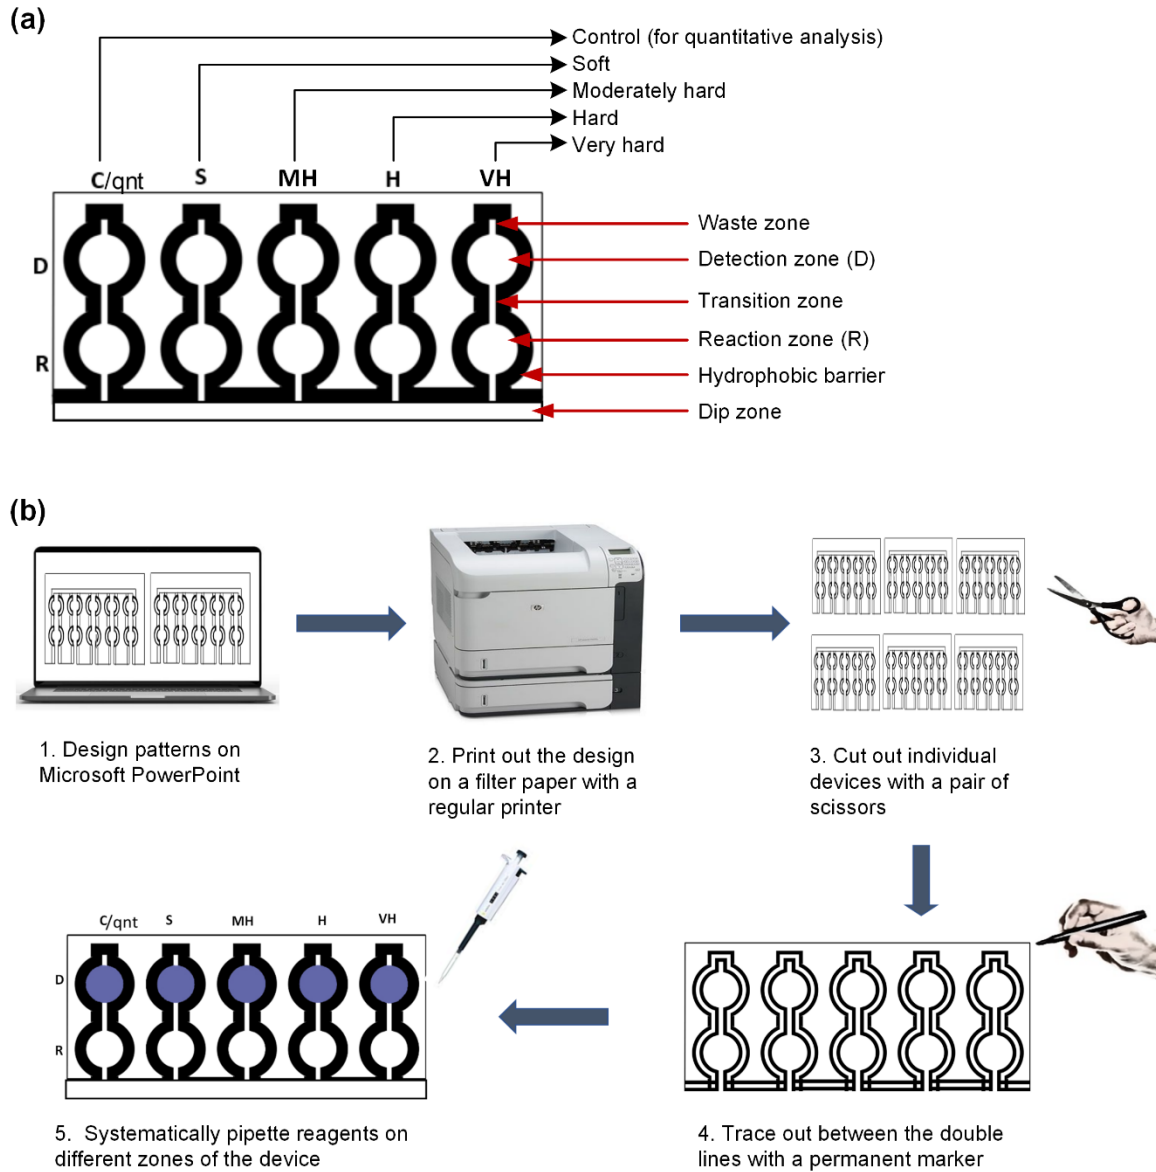 (a)
Control (for quantitative analysis)
Soft
Moderately hard
Hard
Very hard
C/qnt S MH H VH
Waste zone
D
Detection zone (D)
Transition zone
R
Reaction zone (R)
Hydrophobic barrier
Dip zone
(b)
hp
1. Design patterns on
Microsoft PowerPoint
2. Print out the design
on a filter paper with a
regular printer
3. Cut out individual
devices with a pair of
scissors
C/qnt S MH H VH
D
R
5. Systematically pipette reagents on
different zones of the device
4. Trace out between the double
lines with a permanent marker